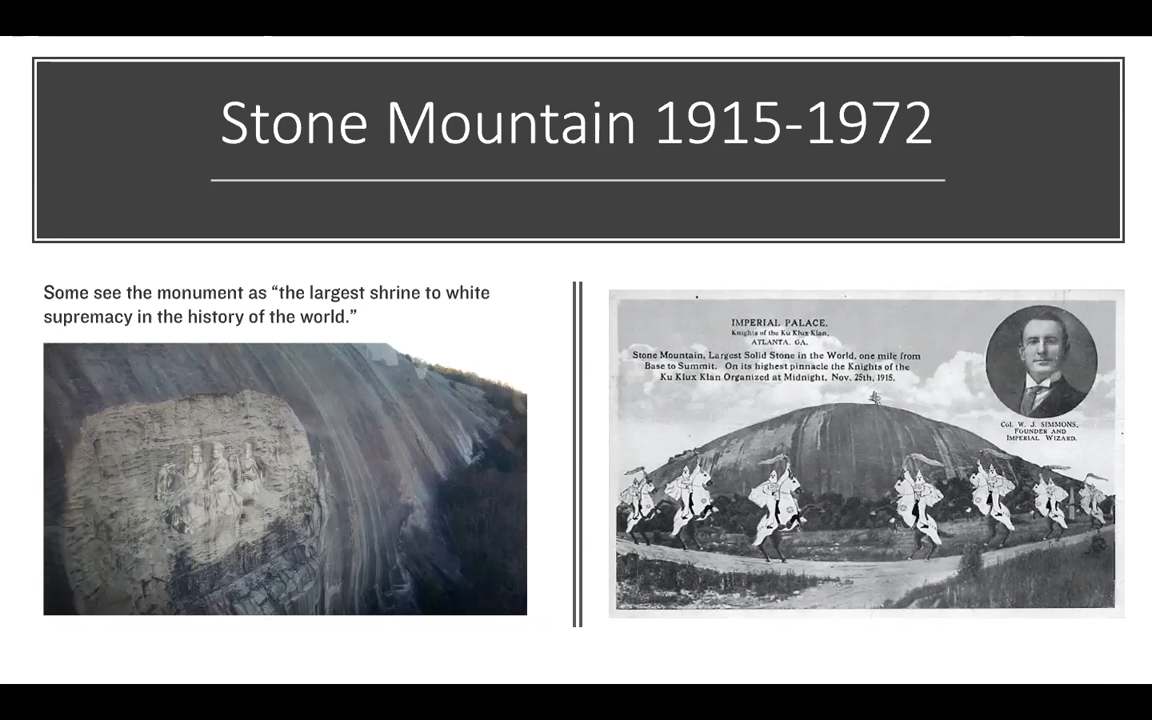 Stone Mountain 1915-1972
Some see the monument as “the largest shrine to white
supremacy in the history of the world.”
IMPERIAL PALACE,
Knights of the Ku Klux Klan,
ATLANTA, GA.
Stone Mountain, Largest Solid Stone in the World, one mile from
Base to Summit. On its highest pinnacle the Knights of the
Ku Klux Klan Organized at Midnight, Nov. 25th, 1915.
Col. W. J. SIMMONS,
FOUNDER AND
IMPERIAL WIZARD.